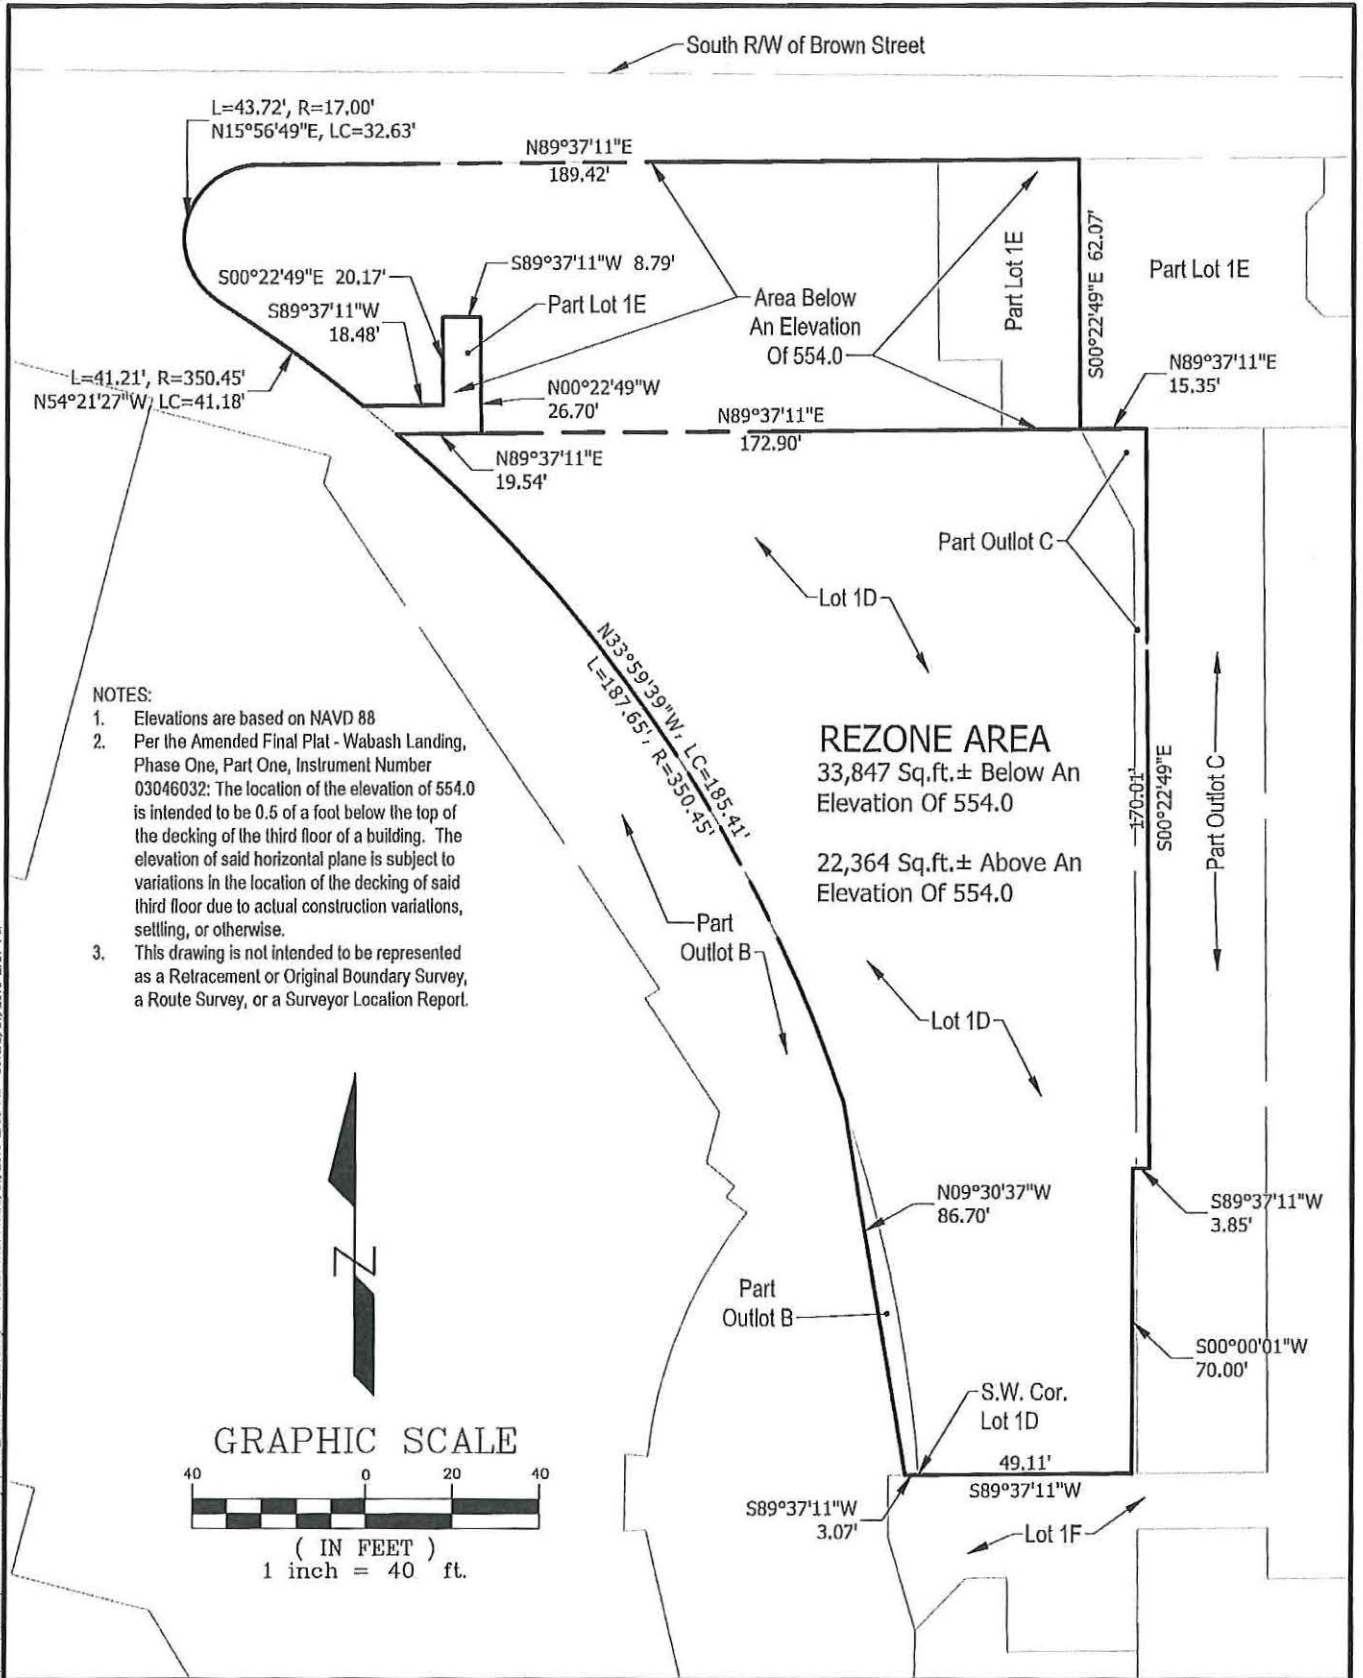 South R/W of Brown Street
L=43.72', R=17.00'
N15°56'49"E, LC=32.63'
N89°37'11"E
189.42'
S00°22'49"E 20.17'
S89°37'11"W 8.79'
S89°37'11"W
18.48'
Part Lot 1E
Area Below
An Elevation
Of 554.0
Part Lot 1E
S00°22'49"E 62.07'
Part Lot 1E
L=41.21', R=350.45'
N54°21'27"W, LC=41.18'
N00°22'49"W
26.70'
N89°37'11"E
15.35'
N89°37'11"E
172.90'
N89°37'11"E
19.54'
Part Outlot C
Lot 1D
N33°59'39"W, LC=185.41'
L=187.65', R=350.45'
NOTES:
1. Elevations are based on NAVD 88
2. Per the Amended Final Plat - Wabash Landing,
Phase One, Part One, Instrument Number
03046032: The location of the elevation of 554.0
is intended to be 0.5 of a foot below the top of
the decking of the third floor of a building. The
elevation of said horizontal plane is subject to
variations in the location of the decking of said
third floor due to actual construction variations,
settling, or otherwise.
3. This drawing is not intended to be represented
as a Retracement or Original Boundary Survey,
a Route Survey, or a Surveyor Location Report.
REZONE AREA
33,847 Sq.ft.± Below An
Elevation Of 554.0
22,364 Sq.ft.± Above An
Elevation Of 554.0
170.01'
S00°22'49"E
Part Outlot C
Part
Outlot B
Lot 1D
N09°30'37"W
86.70'
S89°37'11"W
3.85'
Part
Outlot B
S00°00'01"W
70.00'
S.W. Cor.
Lot 1D
49.11'
S89°37'11"W
S89°37'11"W
3.07'
Lot 1F
Z
GRAPHIC SCALE
40 0 20 40
( IN FEET )
1 inch = 40 ft.